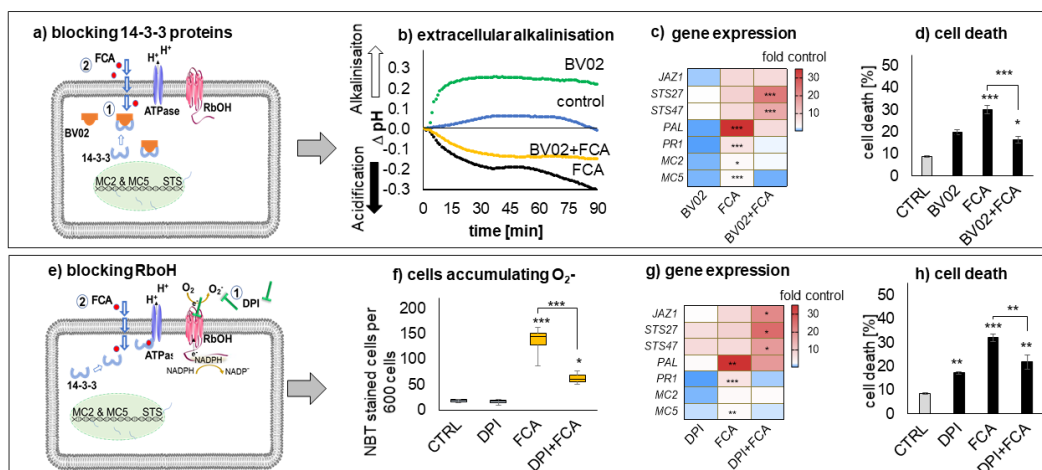 a) blocking 14-3-3 proteins
② FCA
H⁺
H⁺
ATPase
RbOH
①
BV02
14-3-3
MC2 & MC5 STS
b) extracellular alkalinisation
Alkalinisaiton
Acidification
Δ pH
0.3
0.2
0.1
0.0
-0.1
-0.2
-0.3
BV02
control
BV02+FCA
FCA
0 15 30 45 60 75 90
time [min]
c) gene expression
fold control
30
20
10
0
JAZ1
STS27
***
STS47
***
PAL
***
PR1
***
MC2
*
MC5
***
BV02
FCA
BV02+FCA
d) cell death
cell death [%]
50
40
30
20
10
0
***
***
*
CTRL
BV02
FCA
BV02+FCA
e) blocking RboH
② FCA
H⁺
H⁺
O₂
O₂⁻
e⁻
①
DPI
RbOH
ATPas
e⁻
NADPH
NADPH
NADP⁻
14-3-3
MC2 & MC5 STS
f) cells accumulating O₂-
NBT stained cells per
600 cells
200
150
100
50
0
***
***
*
CTRL
DPI
FCA
DPI+FCA
g) gene expression
fold control
30
20
10
0
JAZ1
*
STS27
*
STS47
*
PAL
**
PR1
***
MC2
MC5
**
DPI
FCA
DPI+FCA
h) cell death
cell death [%]
50
40
30
20
10
0
**
***
**
**
CTRL
DPI
FCA
DPI+FCA